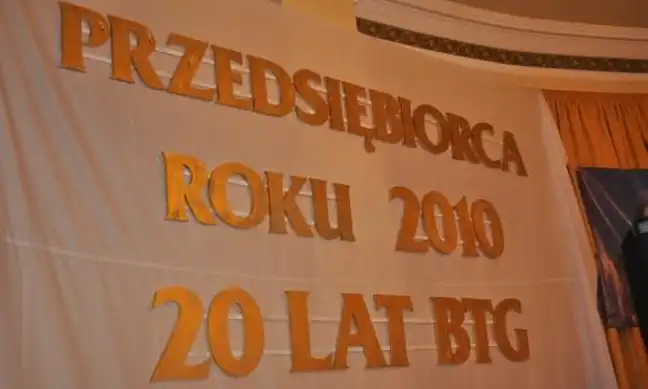 PRZEDSIĘBIORCA
ROKU 2010
20 LAT BTG